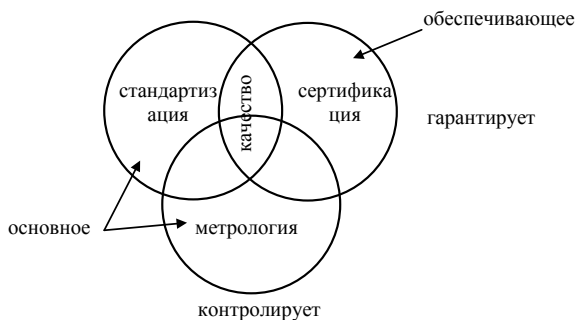 обеспечивающее
стандартиз
ация
качество
сертифика
ция
гарантирует
основное
метрология
контролирует